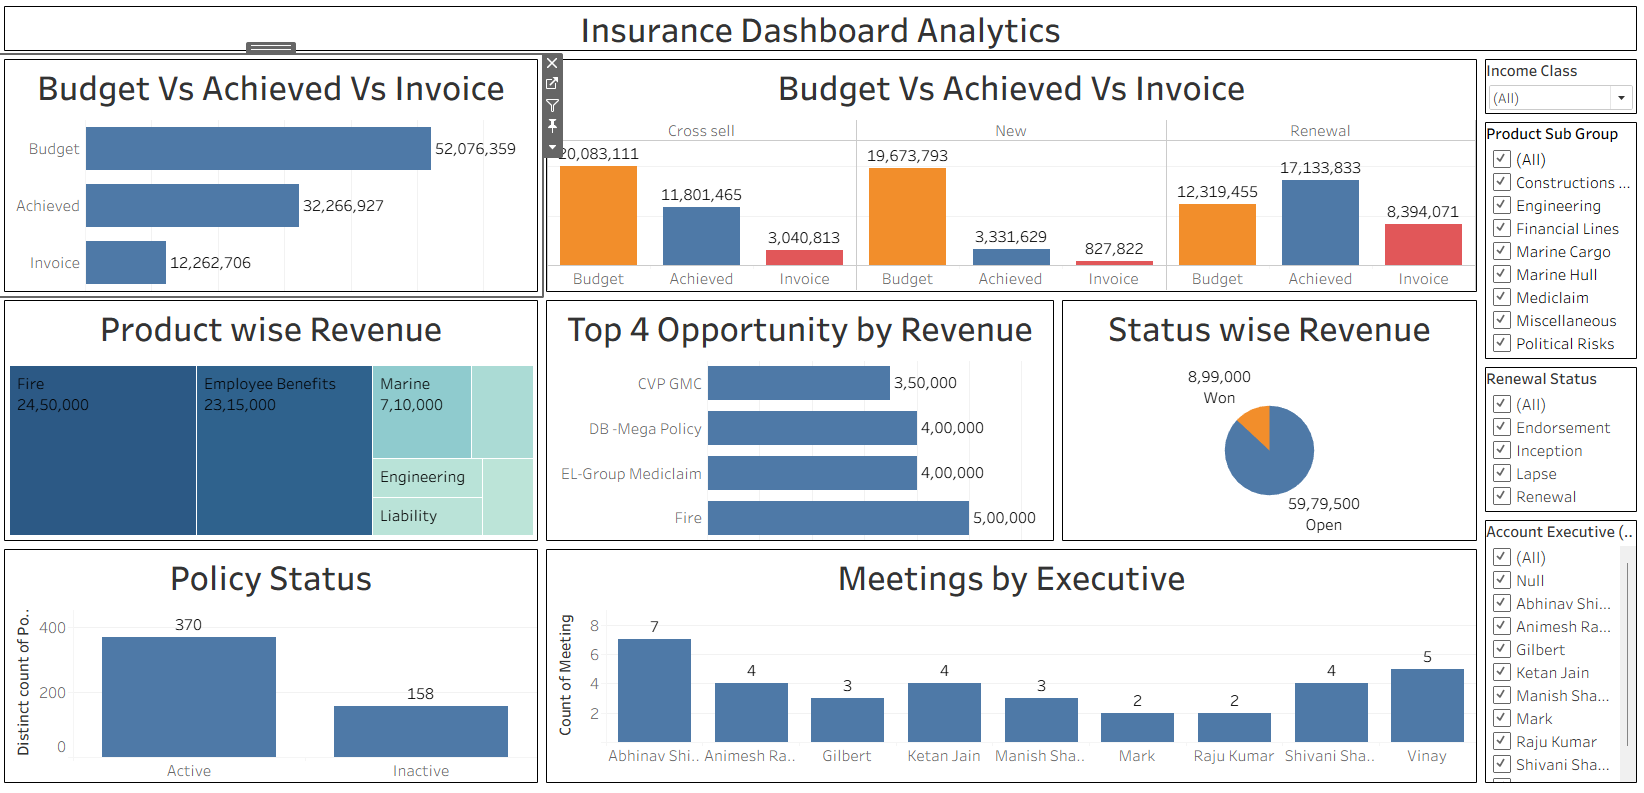 Insurance Dashboard Analytics
Budget Vs Achieved Vs Invoice
Budget
52,076,359
Achieved
32,266,927
Invoice
12,262,706
Budget Vs Achieved Vs Invoice
Cross sell
New
Renewal
20,083,111
11,801,465
3,040,813
19,673,793
3,331,629
827,822
12,319,455
17,133,833
8,394,071
Budget
Achieved
Invoice
Budget
Achieved
Invoice
Budget
Achieved
Invoice
Product wise Revenue
Fire
24,50,000
Employee Benefits
23,15,000
Marine
7,10,000
Engineering
Liability
Top 4 Opportunity by Revenue
CVP GMC
3,50,000
DB -Mega Policy
4,00,000
EL-Group Mediclaim
4,00,000
Fire
5,00,000
Status wise Revenue
8,99,000
Won
59,79,500
Open
Policy Status
Distinct count of Po..
400
200
0
370
158
Active
Inactive
Meetings by Executive
Count of Meeting
8
6
4
2
7
4
3
4
3
2
2
4
5
Abhinav Shi..
Animesh Ra..
Gilbert
Ketan Jain
Manish Sha..
Mark
Raju Kumar
Shivani Sha..
Vinay
Income Class
(All)
Product Sub Group
(All)
Constructions ...
Engineering
Financial Lines
Marine Cargo
Marine Hull
Mediclaim
Miscellaneous
Political Risks
Renewal Status
(All)
Endorsement
Inception
Lapse
Renewal
Account Executive (..
(All)
Null
Abhinav Shi...
Animesh Ra...
Gilbert
Ketan Jain
Manish Sha...
Mark
Raju Kumar
Shivani Sha...